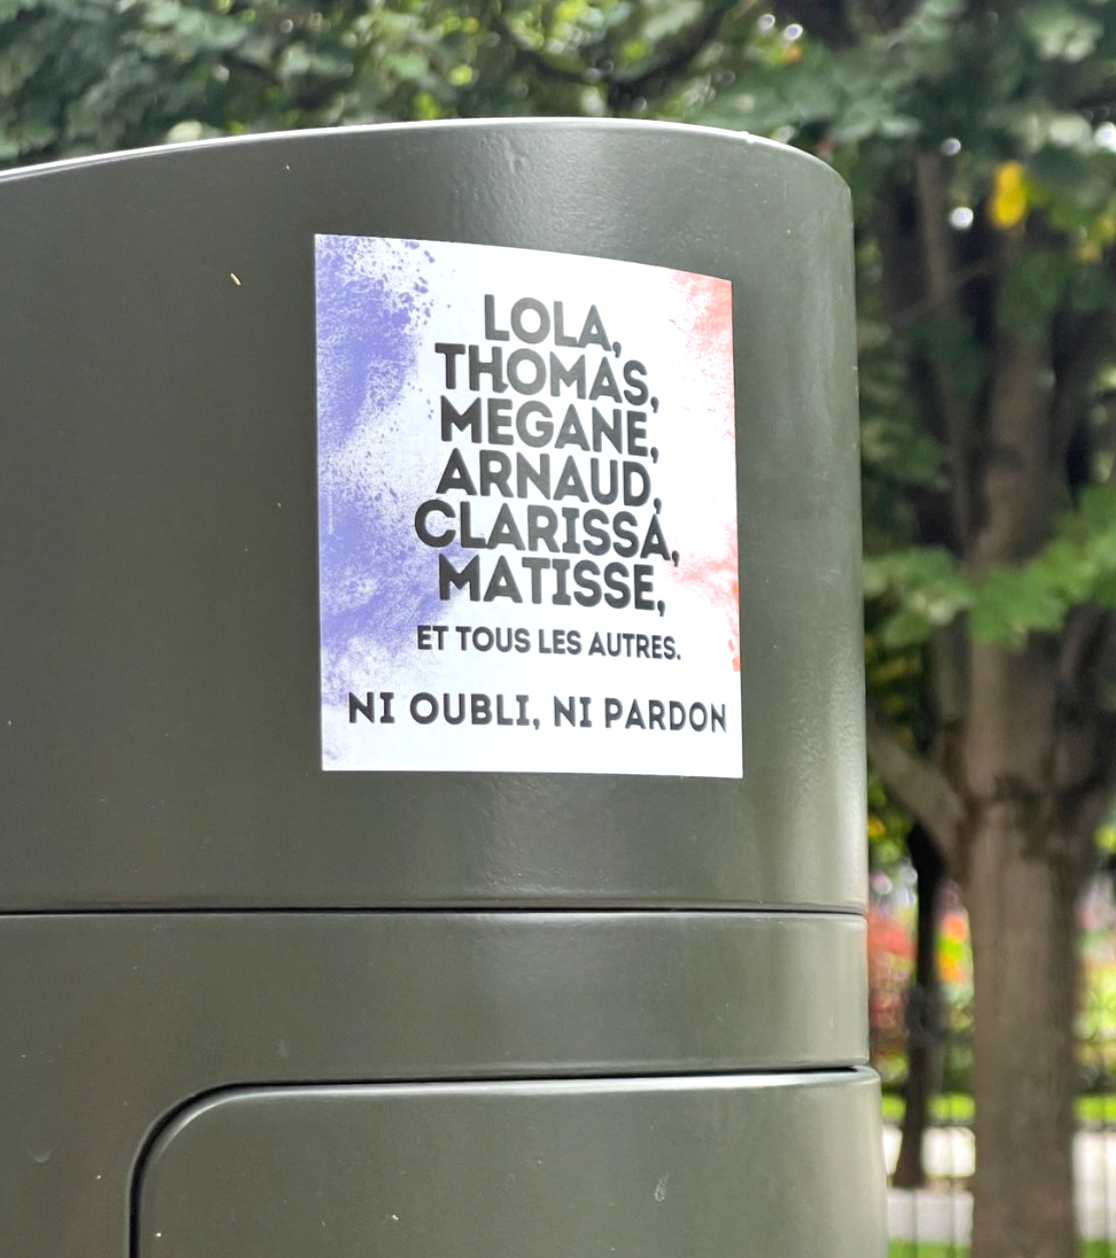 LOLA,
THOMAS,
MEGANE,
ARNAUD,
CLARISSA,
MATISSE,
ET TOUS LES AUTRES.
NI OUBLI, NI PARDON